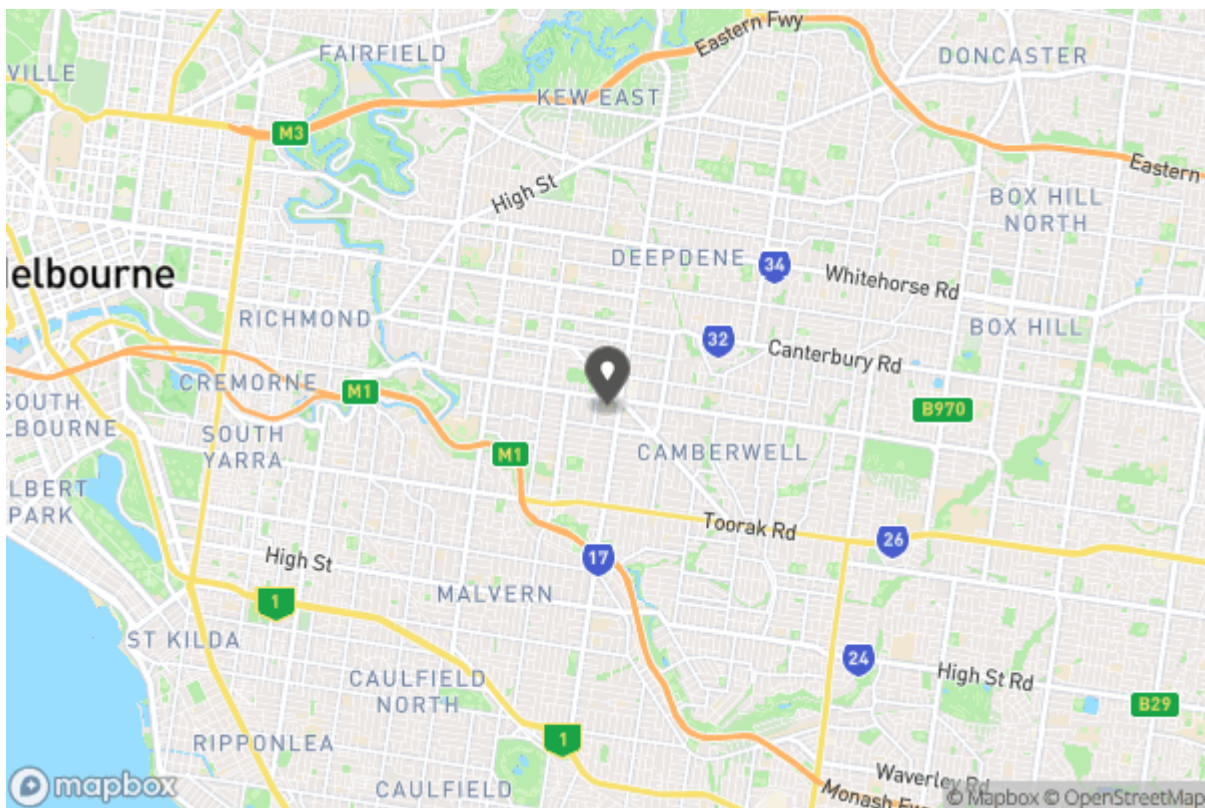 FAIRFIELD
Eastern Fwy
DONCASTER
VILLE
KEW EAST
M3
Eastern
High St
BOX HILL
NORTH
DEEPDENE
34
Whitehorse Rd
elbourne
RICHMOND
32
Canterbury Rd
BOX HILL
CREMORNE
M1
SOUTH
LBOURNE
B970
SOUTH
YARRA
M1
CAMBERWELL
LBERT
PARK
Toorak Rd
26
High St
17
MALVERN
1
ST KILDA
24
High St Rd
CAULFIELD
NORTH
B29
RIPPONLEA
1
CAULFIELD
Waverley Rd
Monash Fw
mapbox
© Mapbox © OpenStreetMap